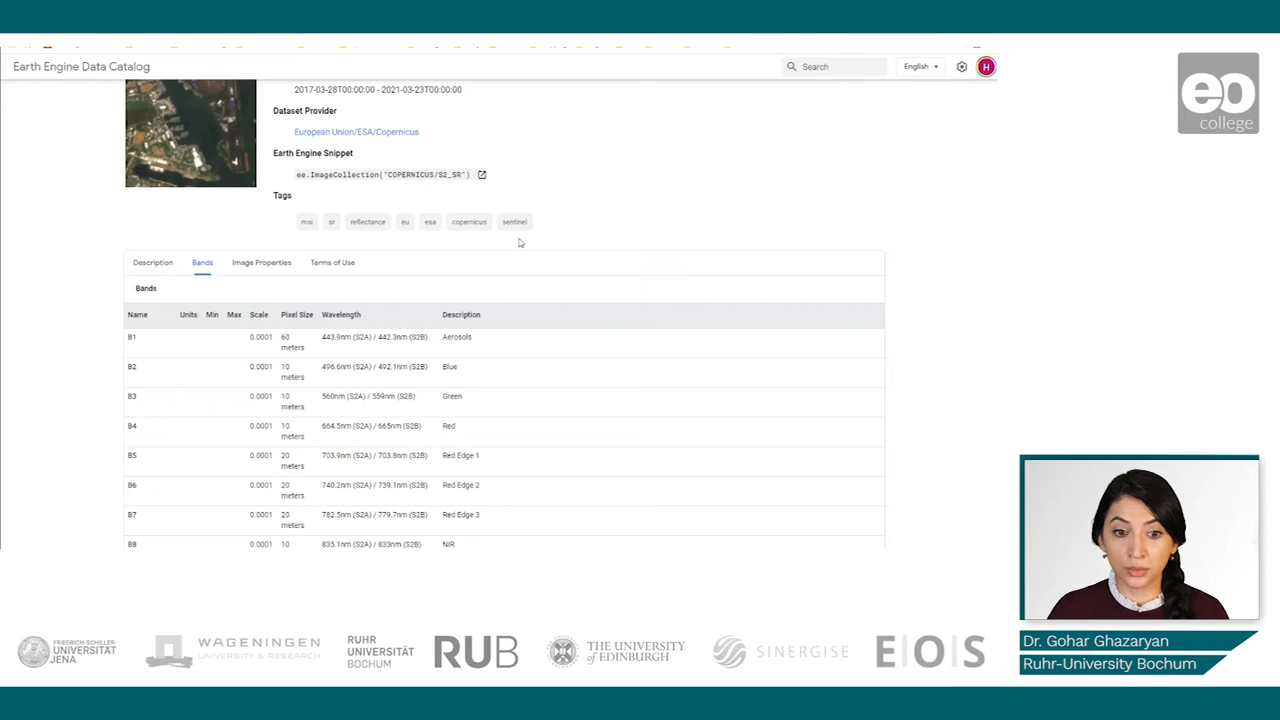 Earth Engine Data Catalog
Search
English
H
2017-03-28T00:00:00 - 2021-03-23T00:00:00
Dataset Provider
European Union/ESA/Copernicus
Earth Engine Snippet
ee.ImageCollection("COPERNICUS/S2_SR")
Tags
msi sr reflectance eu esa copernicus sentinel
Description Bands Image Properties Terms of Use
Bands
Name Units Min Max Scale Pixel Size Wavelength Description
B1 0.0001 60 meters 443.9nm (S2A) / 442.3nm (S2B) Aerosols
B2 0.0001 10 meters 496.6nm (S2A) / 492.1nm (S2B) Blue
B3 0.0001 10 meters 560nm (S2A) / 559nm (S2B) Green
B4 0.0001 10 meters 664.5nm (S2A) / 665nm (S2B) Red
B5 0.0001 20 meters 703.9nm (S2A) / 703.8nm (S2B) Red Edge 1
B6 0.0001 20 meters 740.2nm (S2A) / 739.1nm (S2B) Red Edge 2
B7 0.0001 20 meters 782.5nm (S2A) / 779.7nm (S2B) Red Edge 3
B8 0.0001 10 835.1nm (S2A) / 833nm (S2B) NIR
eo
college
Dr. Gohar Ghazaryan
Ruhr-University Bochum
FRIEDRICH-SCHILLER-
UNIVERSITÄT
JENA
WAGENINGEN
UNIVERSITY & RESEARCH
RUHR
UNIVERSITÄT
BOCHUM
RUB
THE UNIVERSITY
of EDINBURGH
SINERGISE
E|O|S